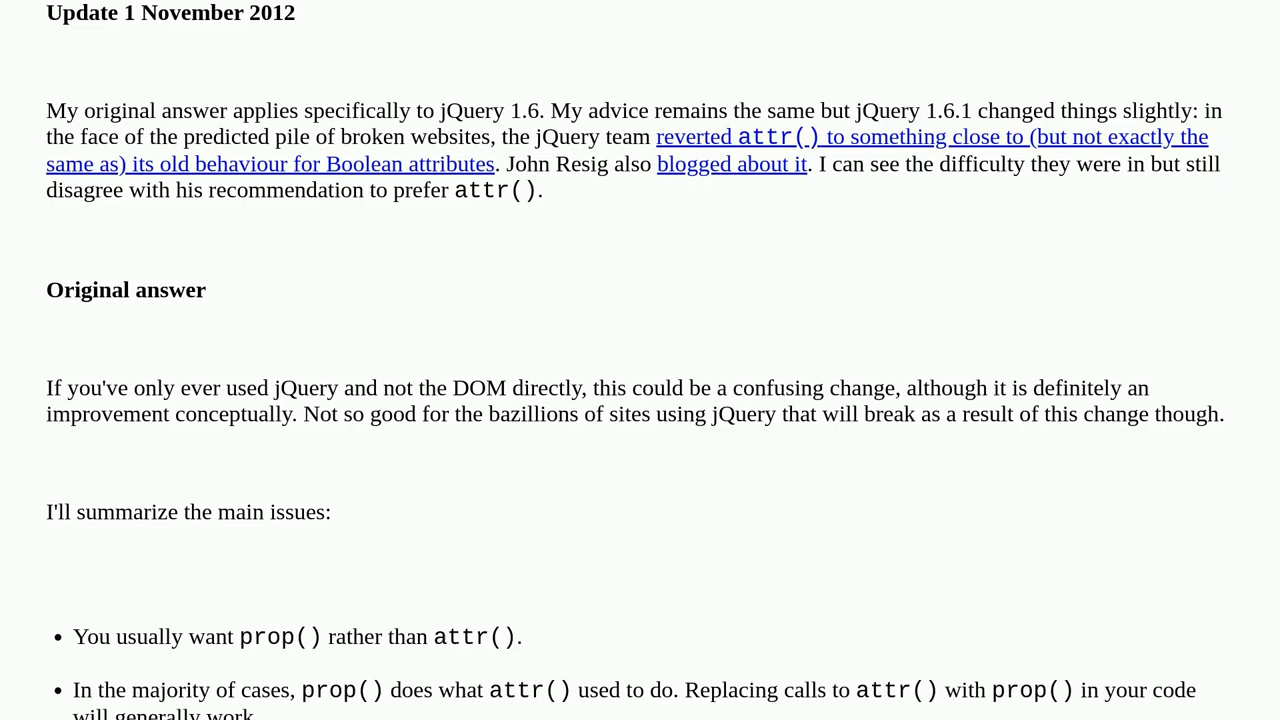 Update 1 November 2012
My original answer applies specifically to jQuery 1.6. My advice remains the same but jQuery 1.6.1 changed things slightly: in
the face of the predicted pile of broken websites, the jQuery team reverted attr() to something close to (but not exactly the
same as) its old behaviour for Boolean attributes. John Resig also blogged about it. I can see the difficulty they were in but still
disagree with his recommendation to prefer attr().
Original answer
If you've only ever used jQuery and not the DOM directly, this could be a confusing change, although it is definitely an
improvement conceptually. Not so good for the bazillions of sites using jQuery that will break as a result of this change though.
I'll summarize the main issues:
• You usually want prop() rather than attr().
• In the majority of cases, prop() does what attr() used to do. Replacing calls to attr() with prop() in your code
will generally work.